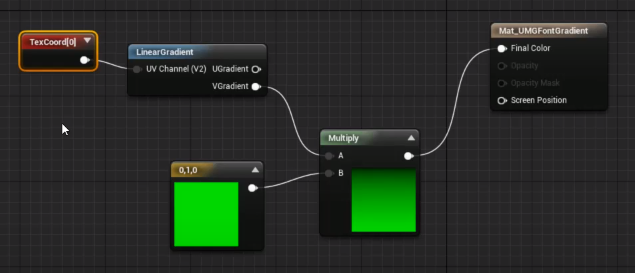 TexCoord[0]
LinearGradient
UV Channel (V2) UGradient
VGradient
0,1,0
Multiply
A
B
Mat_UMGFontGradient
Final Color
Opacity
Opacity Mask
Screen Position